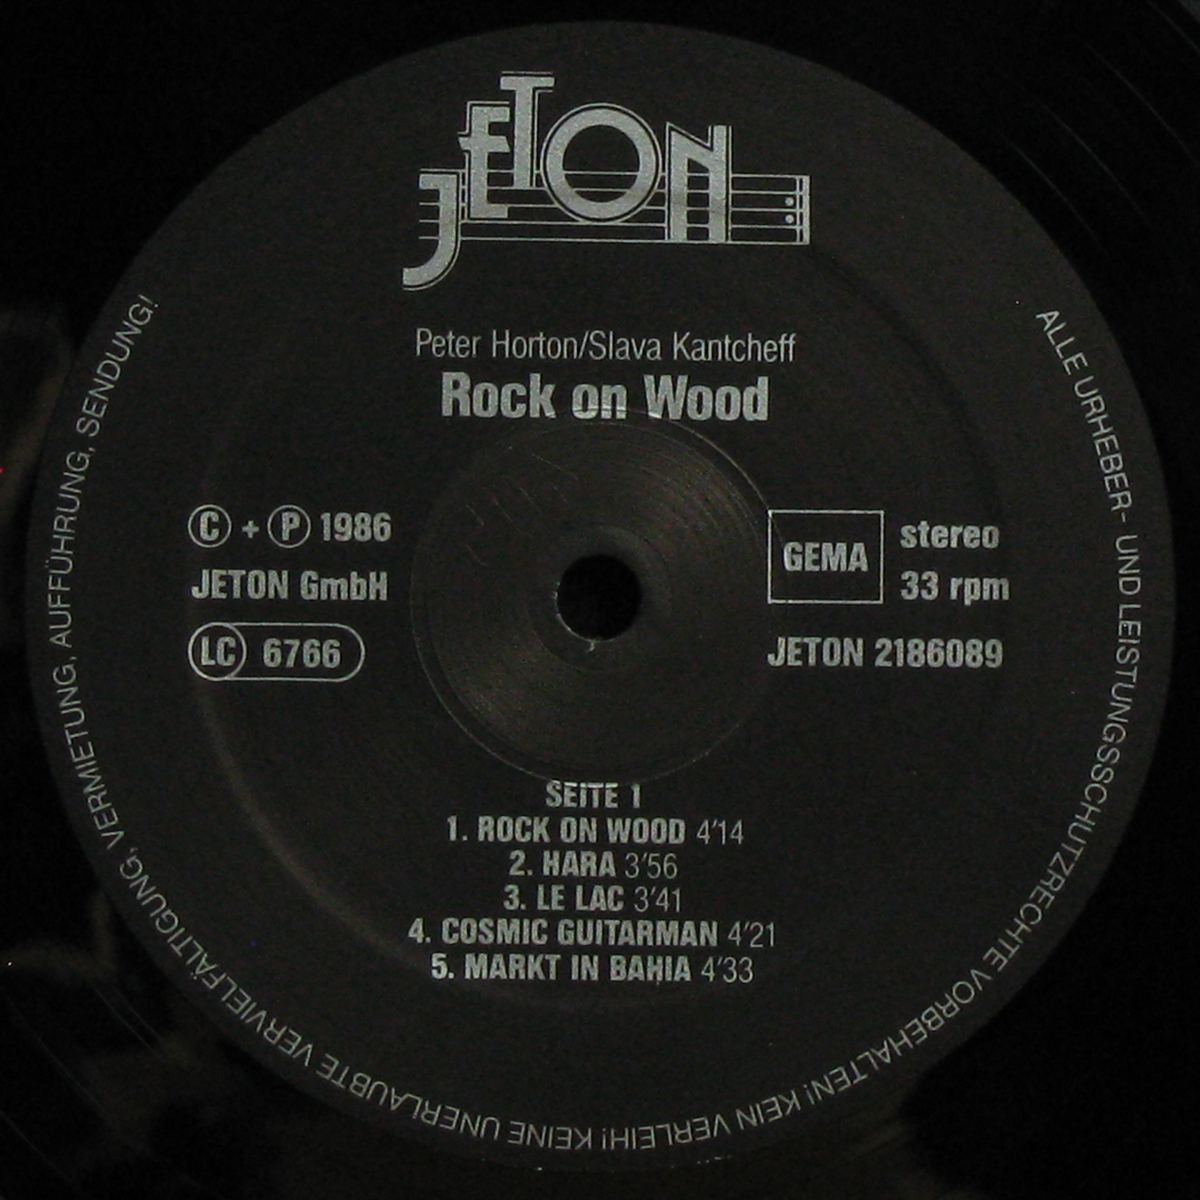 JETON
Peter Horton/Slava Kantcheff
Rock on Wood
Ⓒ + Ⓟ 1986
JETON GmbH
LC 6766
GEMA
stereo
33 rpm
JETON 2186089
SEITE 1
1. ROCK ON WOOD 4'14
2. HARA 3'56
3. LE LAC 3'41
4. COSMIC GUITARMAN 4'21
5. MARKT IN BAHIA 4'33
ALLE URHEBER- UND LEISTUNGSSCHUTZRECHTE VORBEHALTEN! KEIN VERLEIH! KEINE UNERLAUBTE VERVIELFÄLTIGUNG, VERMIETUNG, AUFFÜHRUNG, SENDUNG!